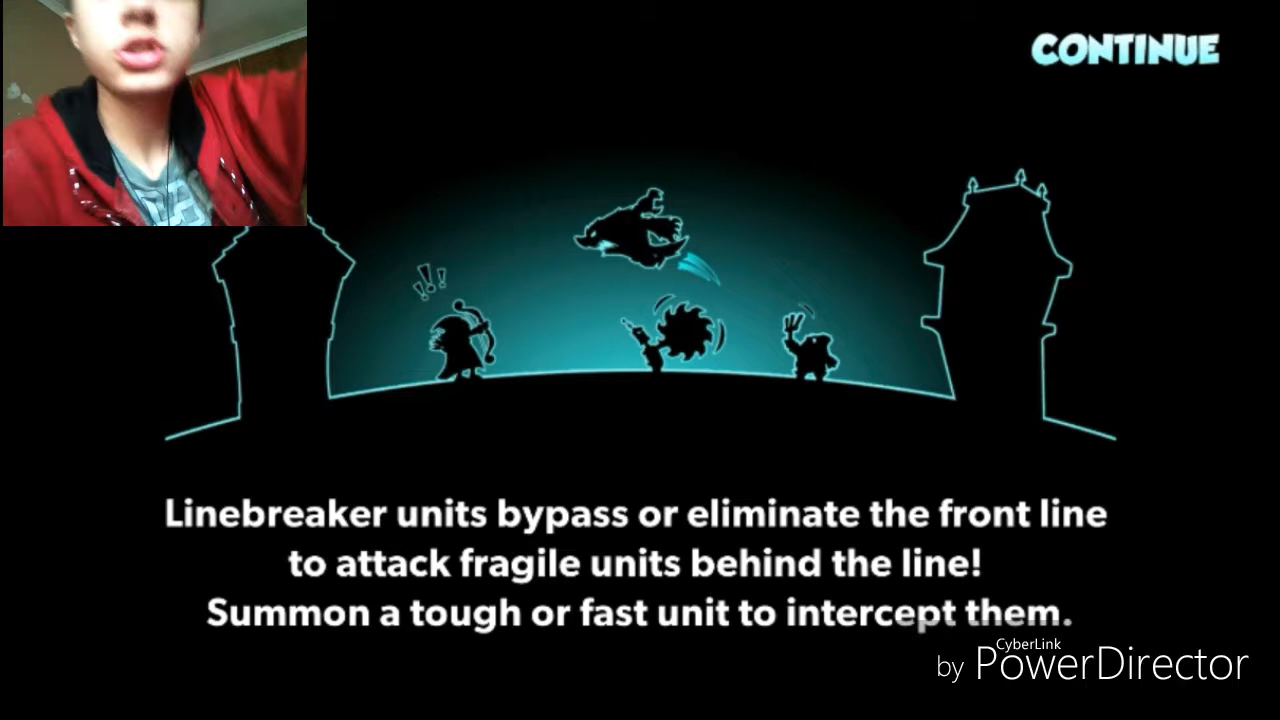 CONTINUE
!!!
Linebreaker units bypass or eliminate the front line
to attack fragile units behind the line!
Summon a tough or fast unit to intercept them.
CyberLink
by PowerDirector